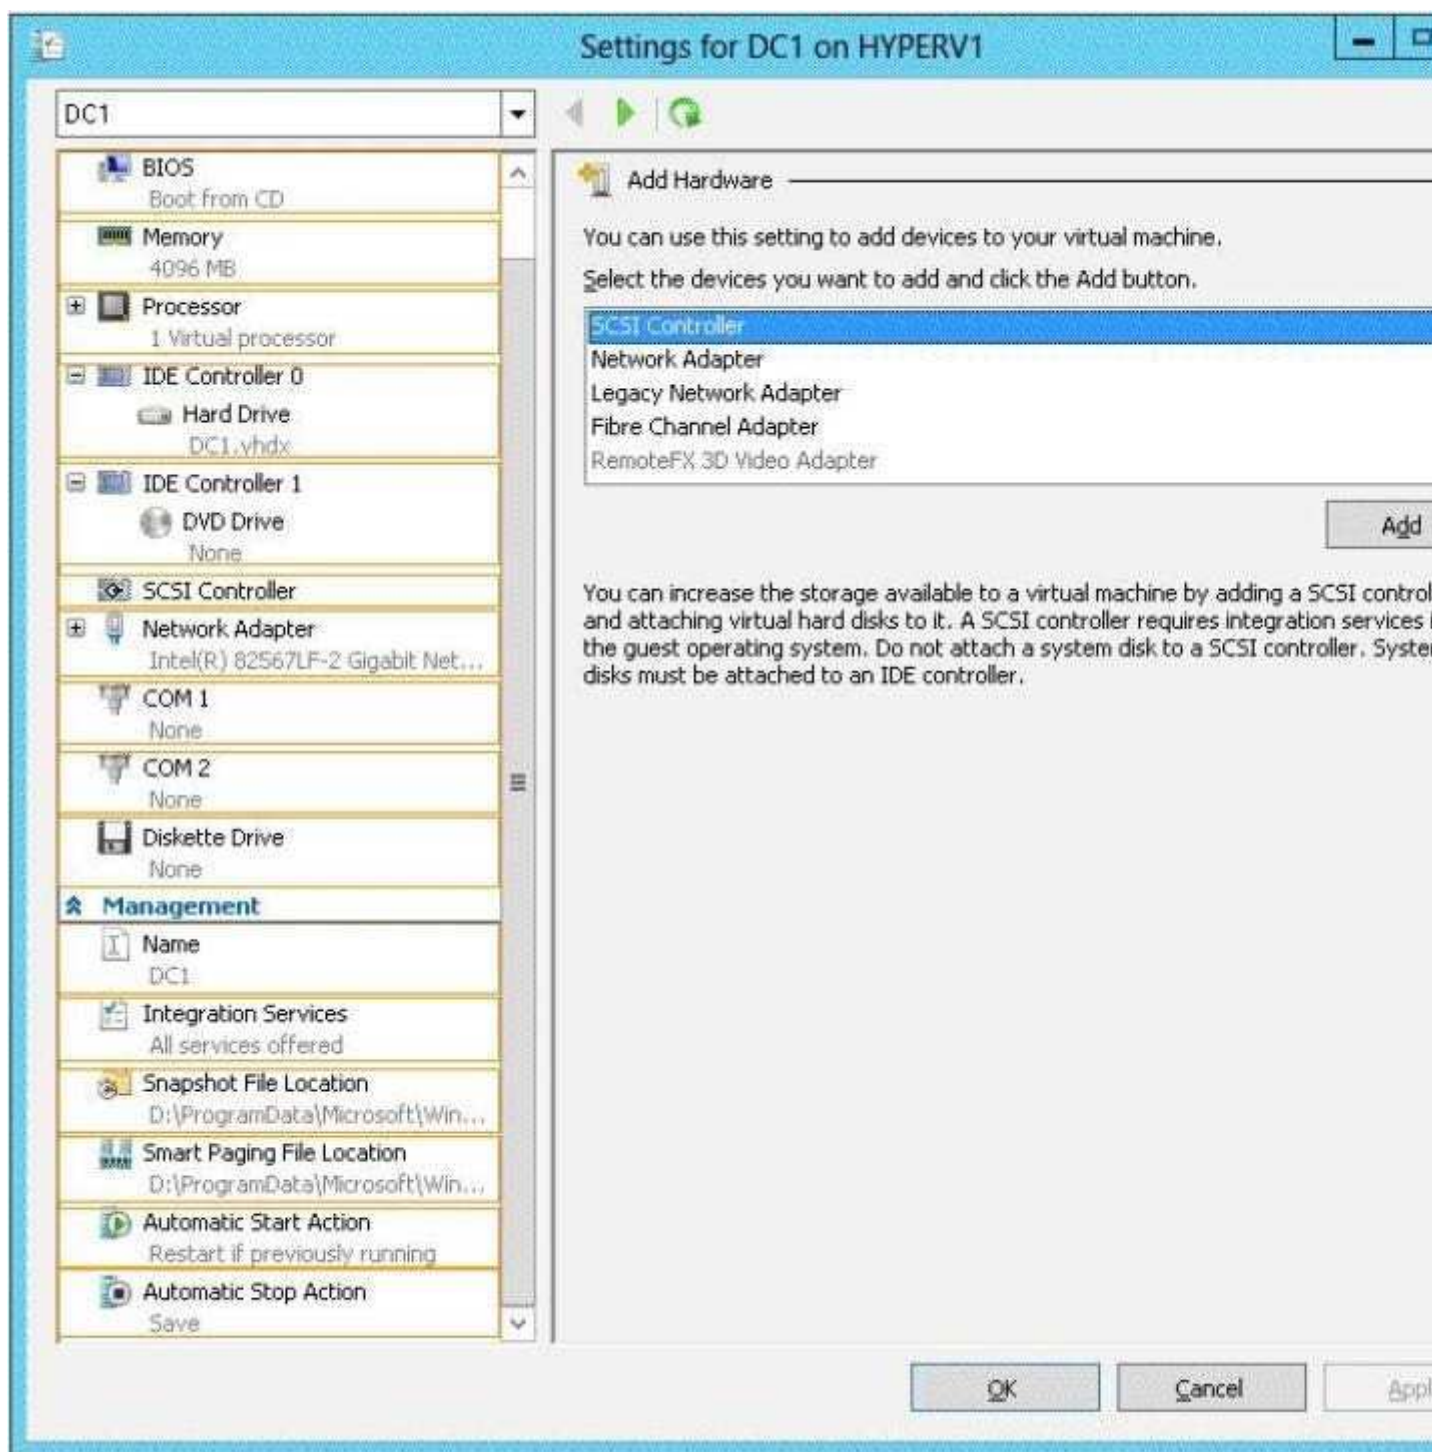 Settings for DC1 on HYPERV1
DC1
BIOS
Boot from CD
Memory
4096 MB
Processor
1 Virtual processor
IDE Controller 0
Hard Drive
DC1.vhdx
IDE Controller 1
DVD Drive
None
SCSI Controller
Network Adapter
Intel(R) 82567LF-2 Gigabit Net...
COM 1
None
COM 2
None
Diskette Drive
None
Management
Name
DC1
Integration Services
All services offered
Snapshot File Location
D:\ProgramData\Microsoft\Win...
Smart Paging File Location
D:\ProgramData\Microsoft\Win...
Automatic Start Action
Restart if previously running
Automatic Stop Action
Save
Add Hardware
You can use this setting to add devices to your virtual machine.
Select the devices you want to add and click the Add button.
SCSI Controller
Network Adapter
Legacy Network Adapter
Fibre Channel Adapter
RemoteFX 3D Video Adapter
Add
You can increase the storage available to a virtual machine by adding a SCSI control
and attaching virtual hard disks to it. A SCSI controller requires integration services i
the guest operating system. Do not attach a system disk to a SCSI controller. Syste
disks must be attached to an IDE controller.
OK
Cancel
Appl